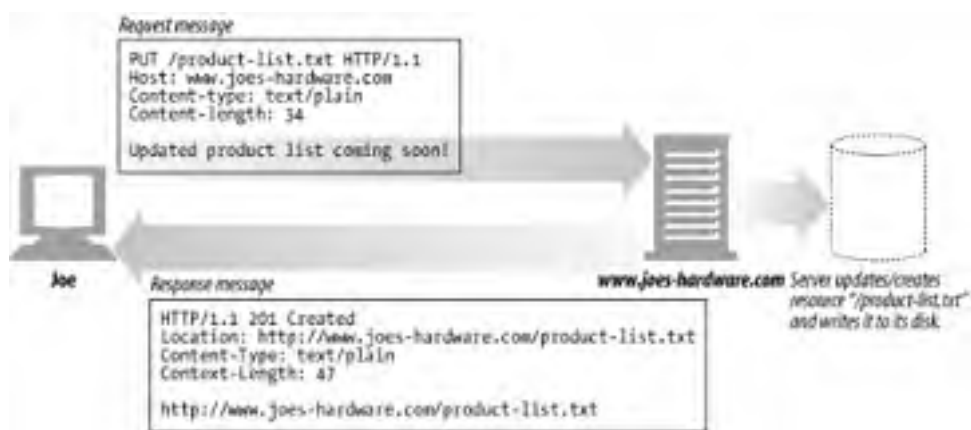 Request message
PUT /product-list.txt HTTP/1.1
Host: www.joes-hardware.com
Content-type: text/plain
Content-length: 34
Updated product list coming soon!
Joe
www.joes-hardware.com
Server updates/creates
resource "/product-list.txt"
and writes it to its disk.
Response message
HTTP/1.1 201 Created
Location: http://www.joes-hardware.com/product-list.txt
Content-Type: text/plain
Context-Length: 47
http://www.joes-hardware.com/product-list.txt